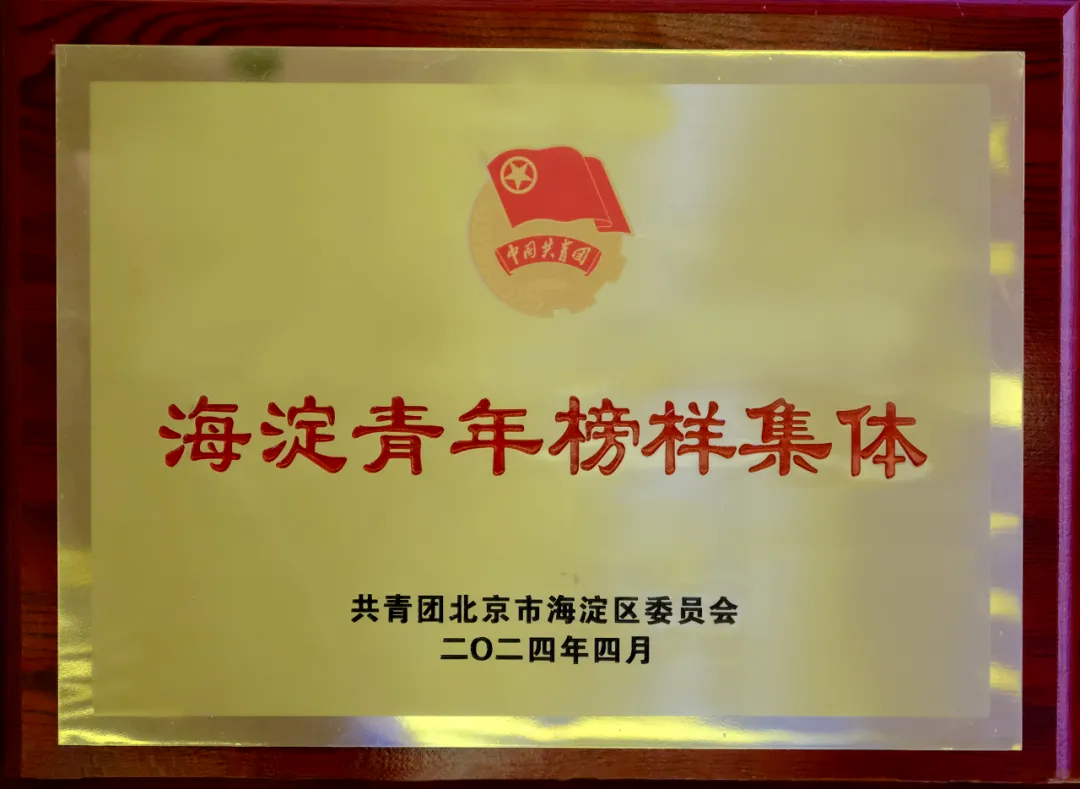 中国共青团
海淀青年榜样集体
共青团北京市海淀区委员会
二〇二四年四月